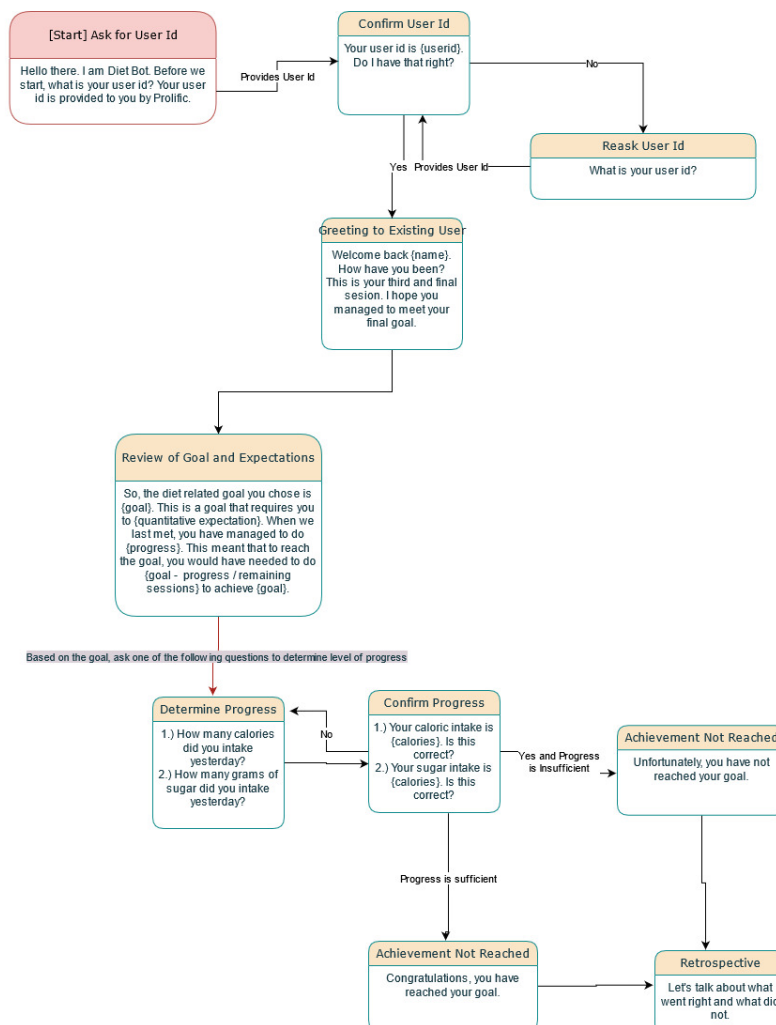 [Start] Ask for User Id
Hello there. I am Diet Bot. Before we
start, what is your user id? Your user
id is provided to you by Prolific.
Provides User Id
Confirm User Id
Your user id is {userid}.
Do I have that right?
No
Reask User Id
What is your user id?
Yes
Provides User Id
Greeting to Existing User
Welcome back {name}.
How have you been?
This is your third and final
sesion. I hope you
managed to meet your
final goal.
Review of Goal and Expectations
So, the diet related goal you chose is
{goal}. This is a goal that requires you
to {quantitative expectation}. When we
last met, you have managed to do
{progress}. This meant that to reach
the goal, you would have needed to do
{goal - progress / remaining
sessions} to achieve {goal}.
Based on the goal, ask one of the following questions to determine level of progress
Determine Progress
1.) How many calories
did you intake
yesterday?
2.) How many grams of
sugar did you intake
yesterday?
No
Confirm Progress
1.) Your caloric intake is
{calories}. Is this
correct?
2.) Your sugar intake is
{calories}. Is this
correct?
Yes and Progress
is Insufficient
Achievement Not Reached
Unfortunately, you have not
reached your goal.
Progress is sufficient
Achievement Not Reached
Congratulations, you have
reached your goal.
Retrospective
Let's talk about what
went right and what did
not.